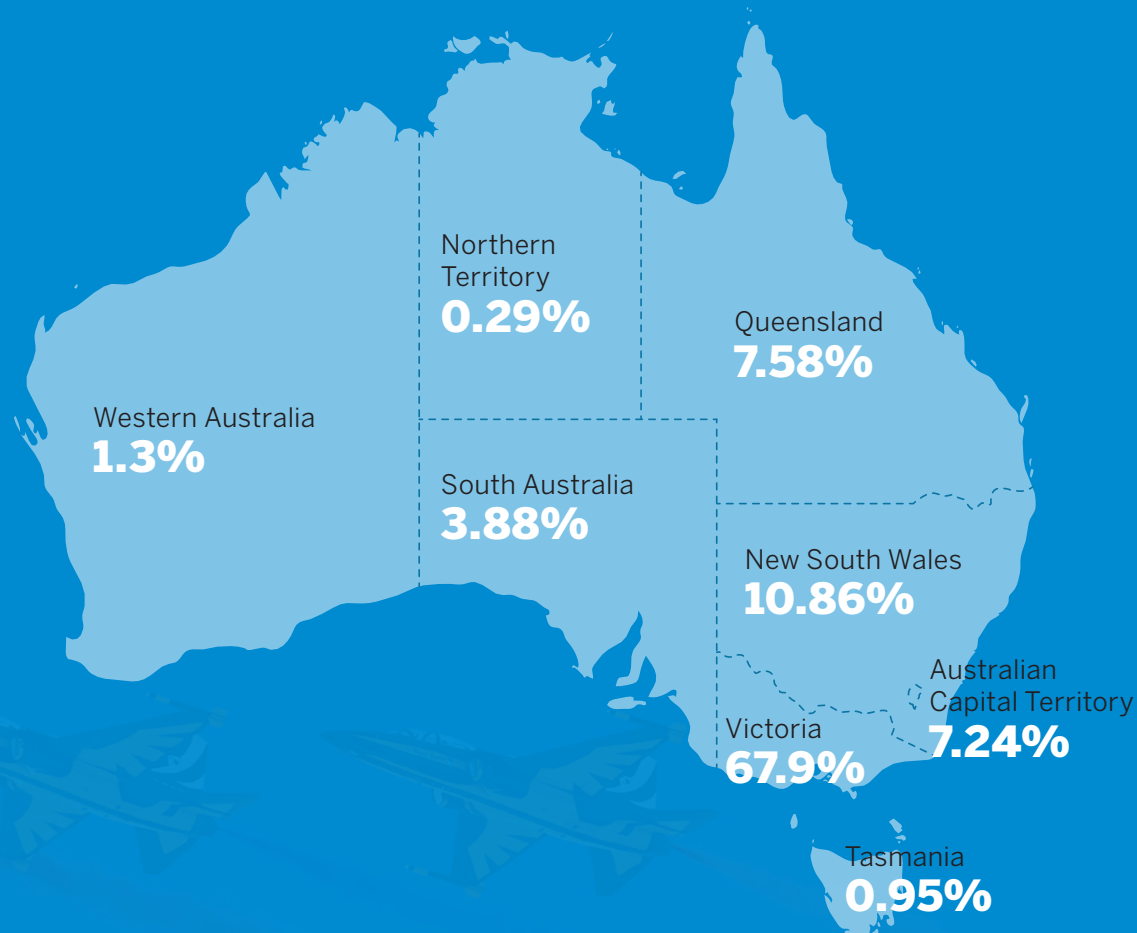 Northern
Territory
0.29%
Queensland
7.58%
Western Australia
1.3%
South Australia
3.88%
New South Wales
10.86%
Australian
Capital Territory
7.24%
Victoria
67.9%
Tasmania
0.95%